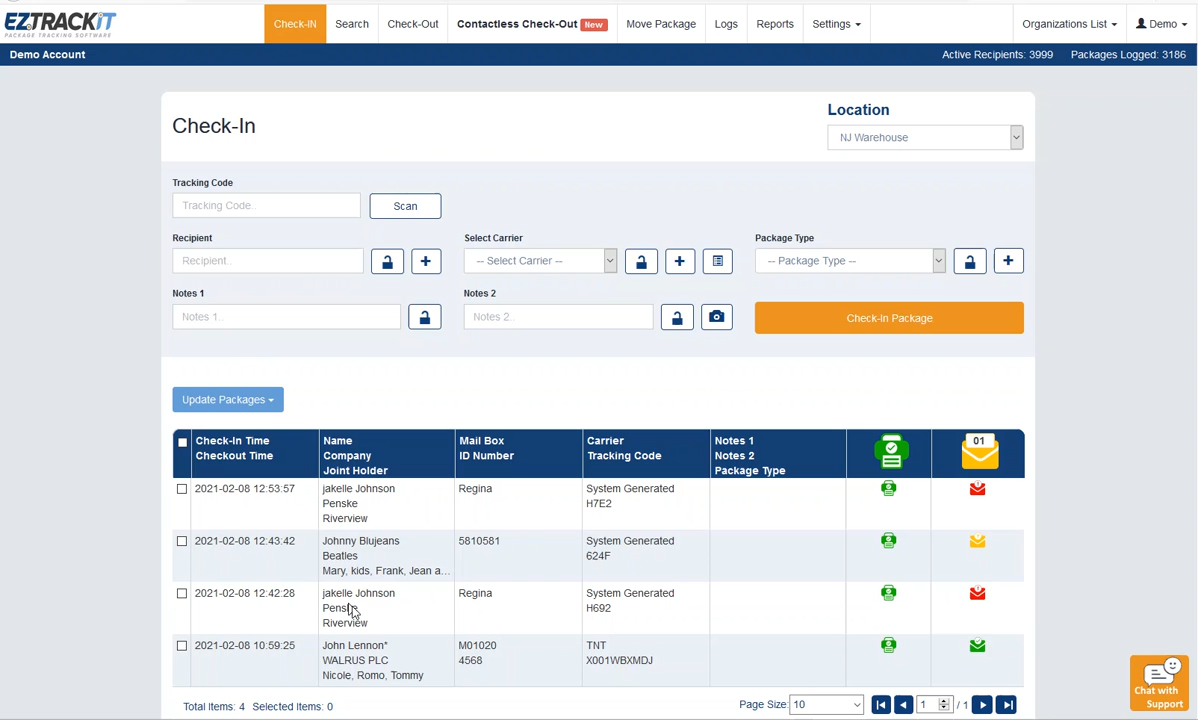 EZTRACKIT
PACKAGE TRACKING SOFTWARE
Check-IN
Search
Check-Out
Contactless Check-Out New
Move Package
Logs
Reports
Settings
Organizations List
Demo
Demo Account
Active Recipients: 3999
Packages Logged: 3186
Check-In
Location
NJ Warehouse
Tracking Code
Tracking Code..
Scan
Recipient
Select Carrier
Package Type
Recipient..
-- Select Carrier --
-- Package Type --
Notes 1
Notes 2
Notes 1..
Notes 2..
Check-In Package
Update Packages
Check-In Time
Checkout Time
Name
Company
Joint Holder
Mail Box
ID Number
Carrier
Tracking Code
Notes 1
Notes 2
Package Type
01
2021-02-08 12:53:57
jakelle Johnson
Penske
Riverview
Regina
System Generated
H7E2
2021-02-08 12:43:42
Johnny Blujeans
Beatles
Mary, kids, Frank, Jean a...
5810581
System Generated
624F
2021-02-08 12:42:28
jakelle Johnson
Penske
Riverview
Regina
System Generated
H692
2021-02-08 10:59:25
John Lennon*
WALRUS PLC
Nicole, Romo, Tommy
M01020
4568
TNT
X001WBXMDJ
Total Items: 4 Selected Items: 0
Page Size: 10
1 / 1
Chat with
Support